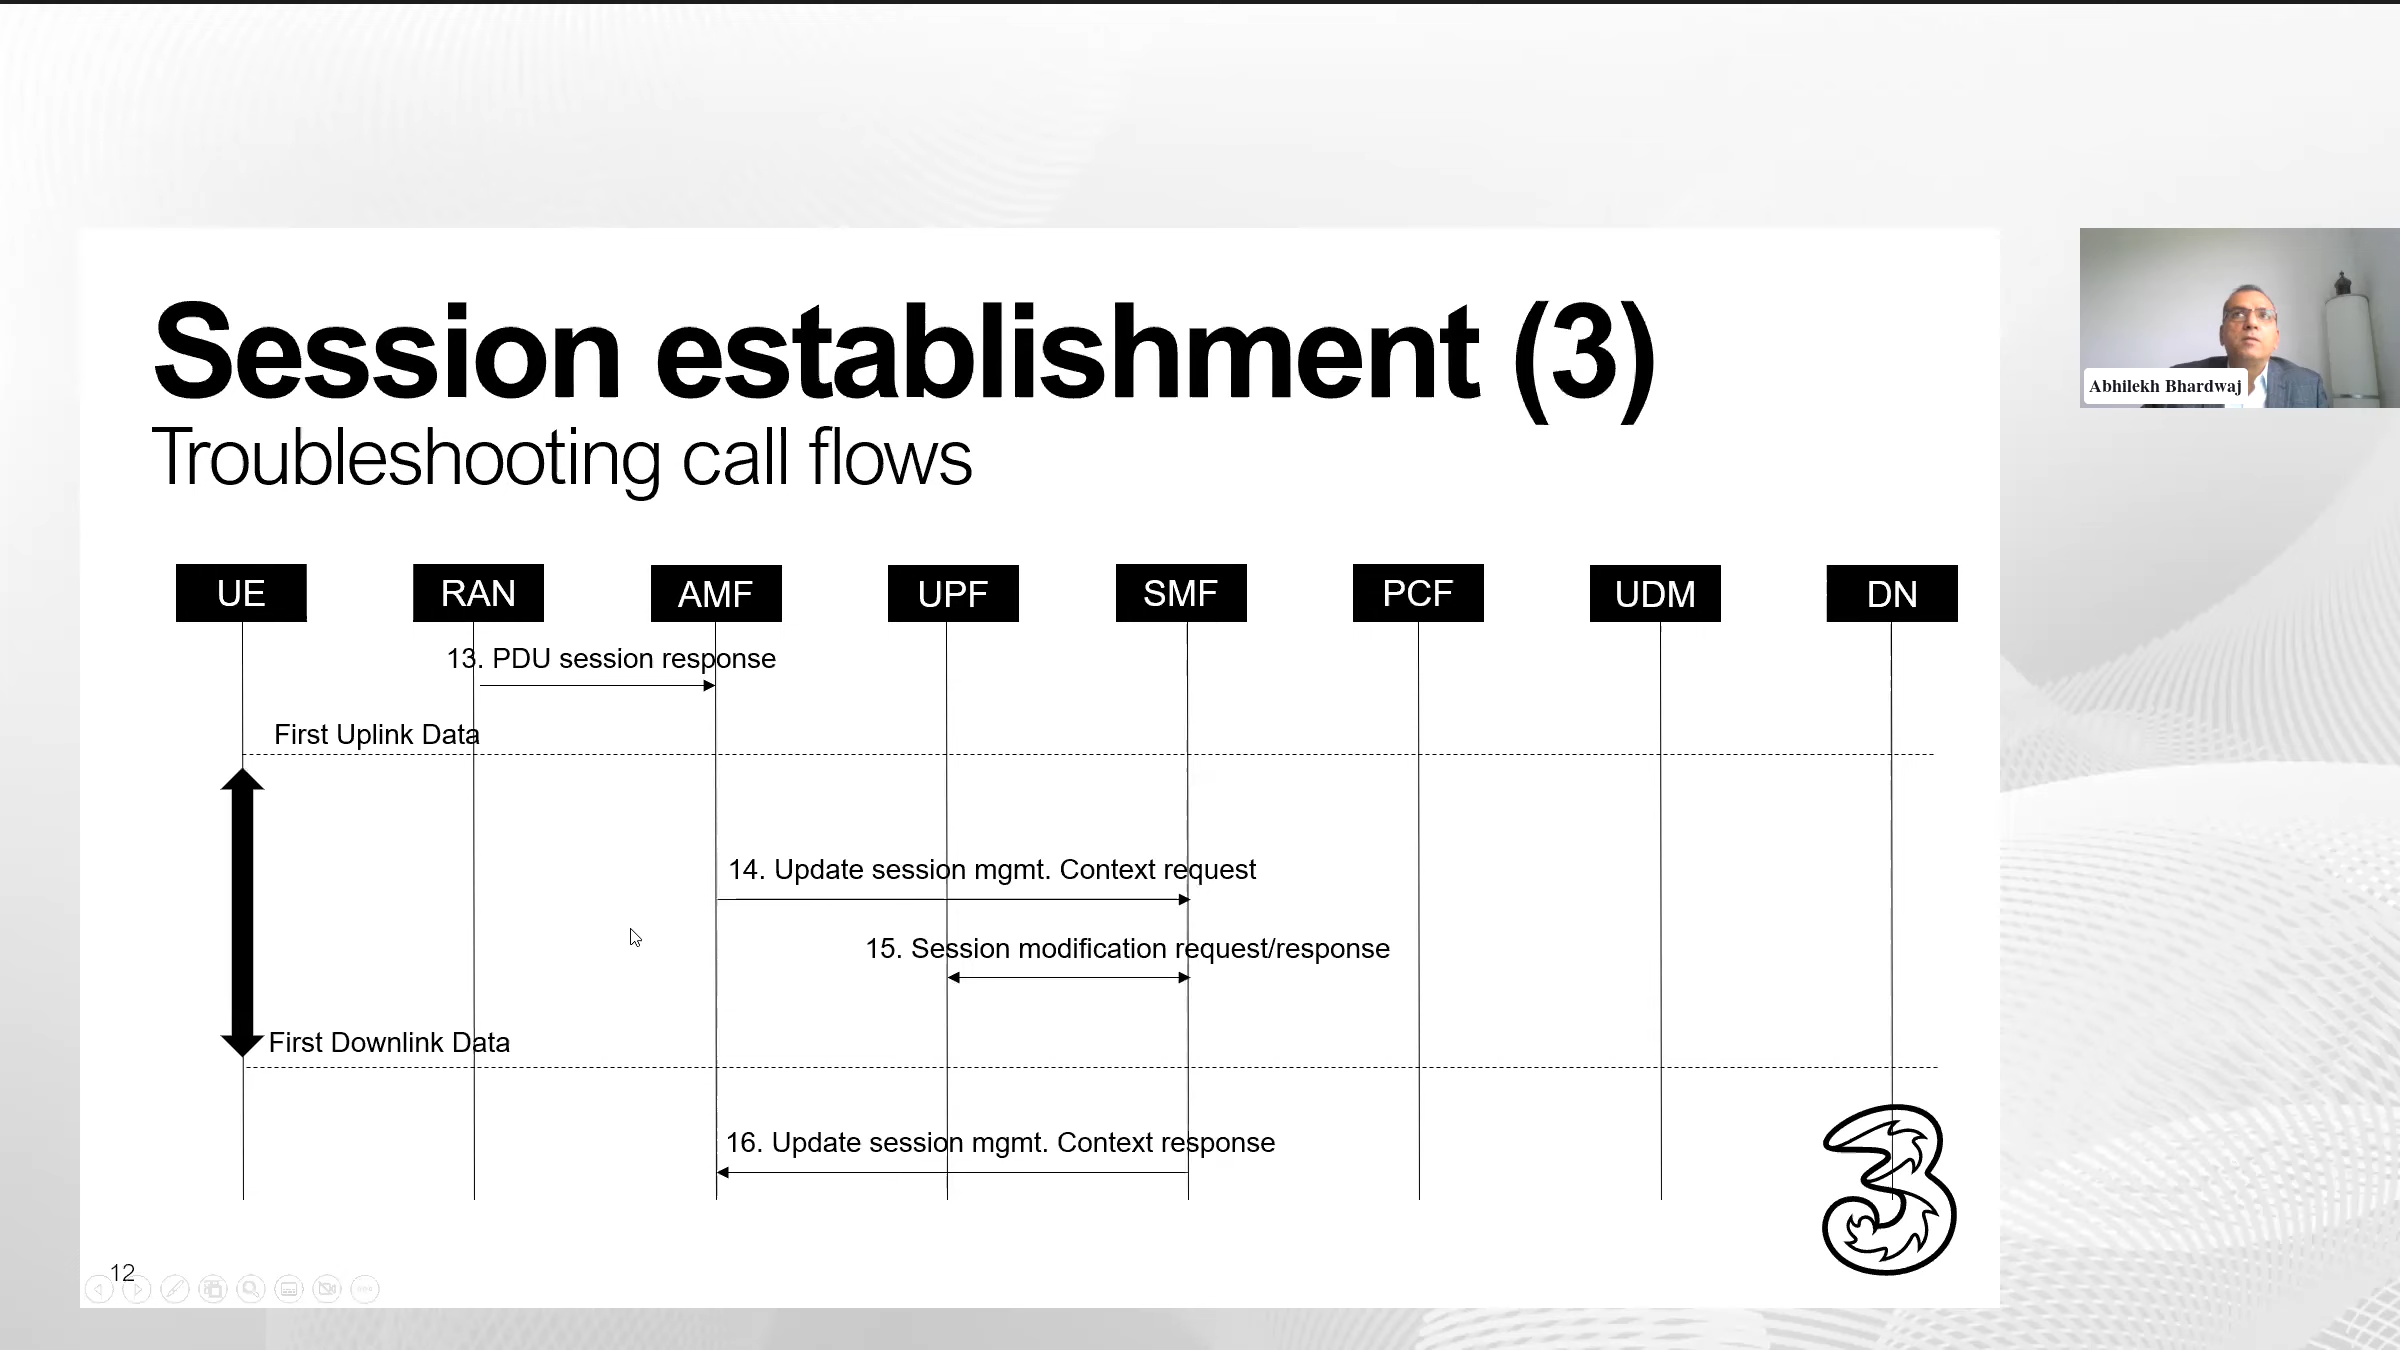 Session establishment (3)
Troubleshooting call flows
Abhilekh Bhardwaj
UE
RAN
AMF
UPF
SMF
PCF
UDM
DN
13. PDU session response
First Uplink Data
14. Update session mgmt. Context request
15. Session modification request/response
First Downlink Data
16. Update session mgmt. Context response
3
12